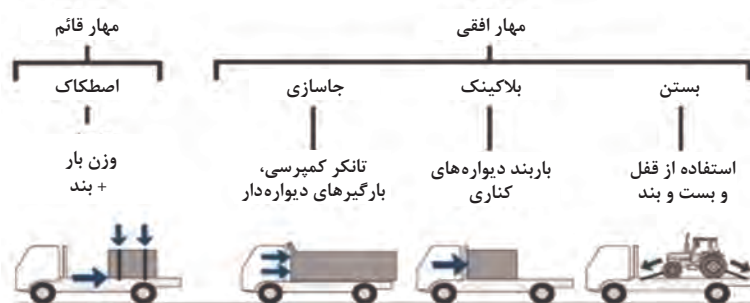 مهار افقی
مهار قائم
بستن
بلاکینک
جاسازی
اصطکاک
استفاده از قفل
و بست و بند
باربند دیواره‌های
کناری
تانکر کمپرسی،
بارگیرهای دیواره‌دار
وزن بار
+ بند